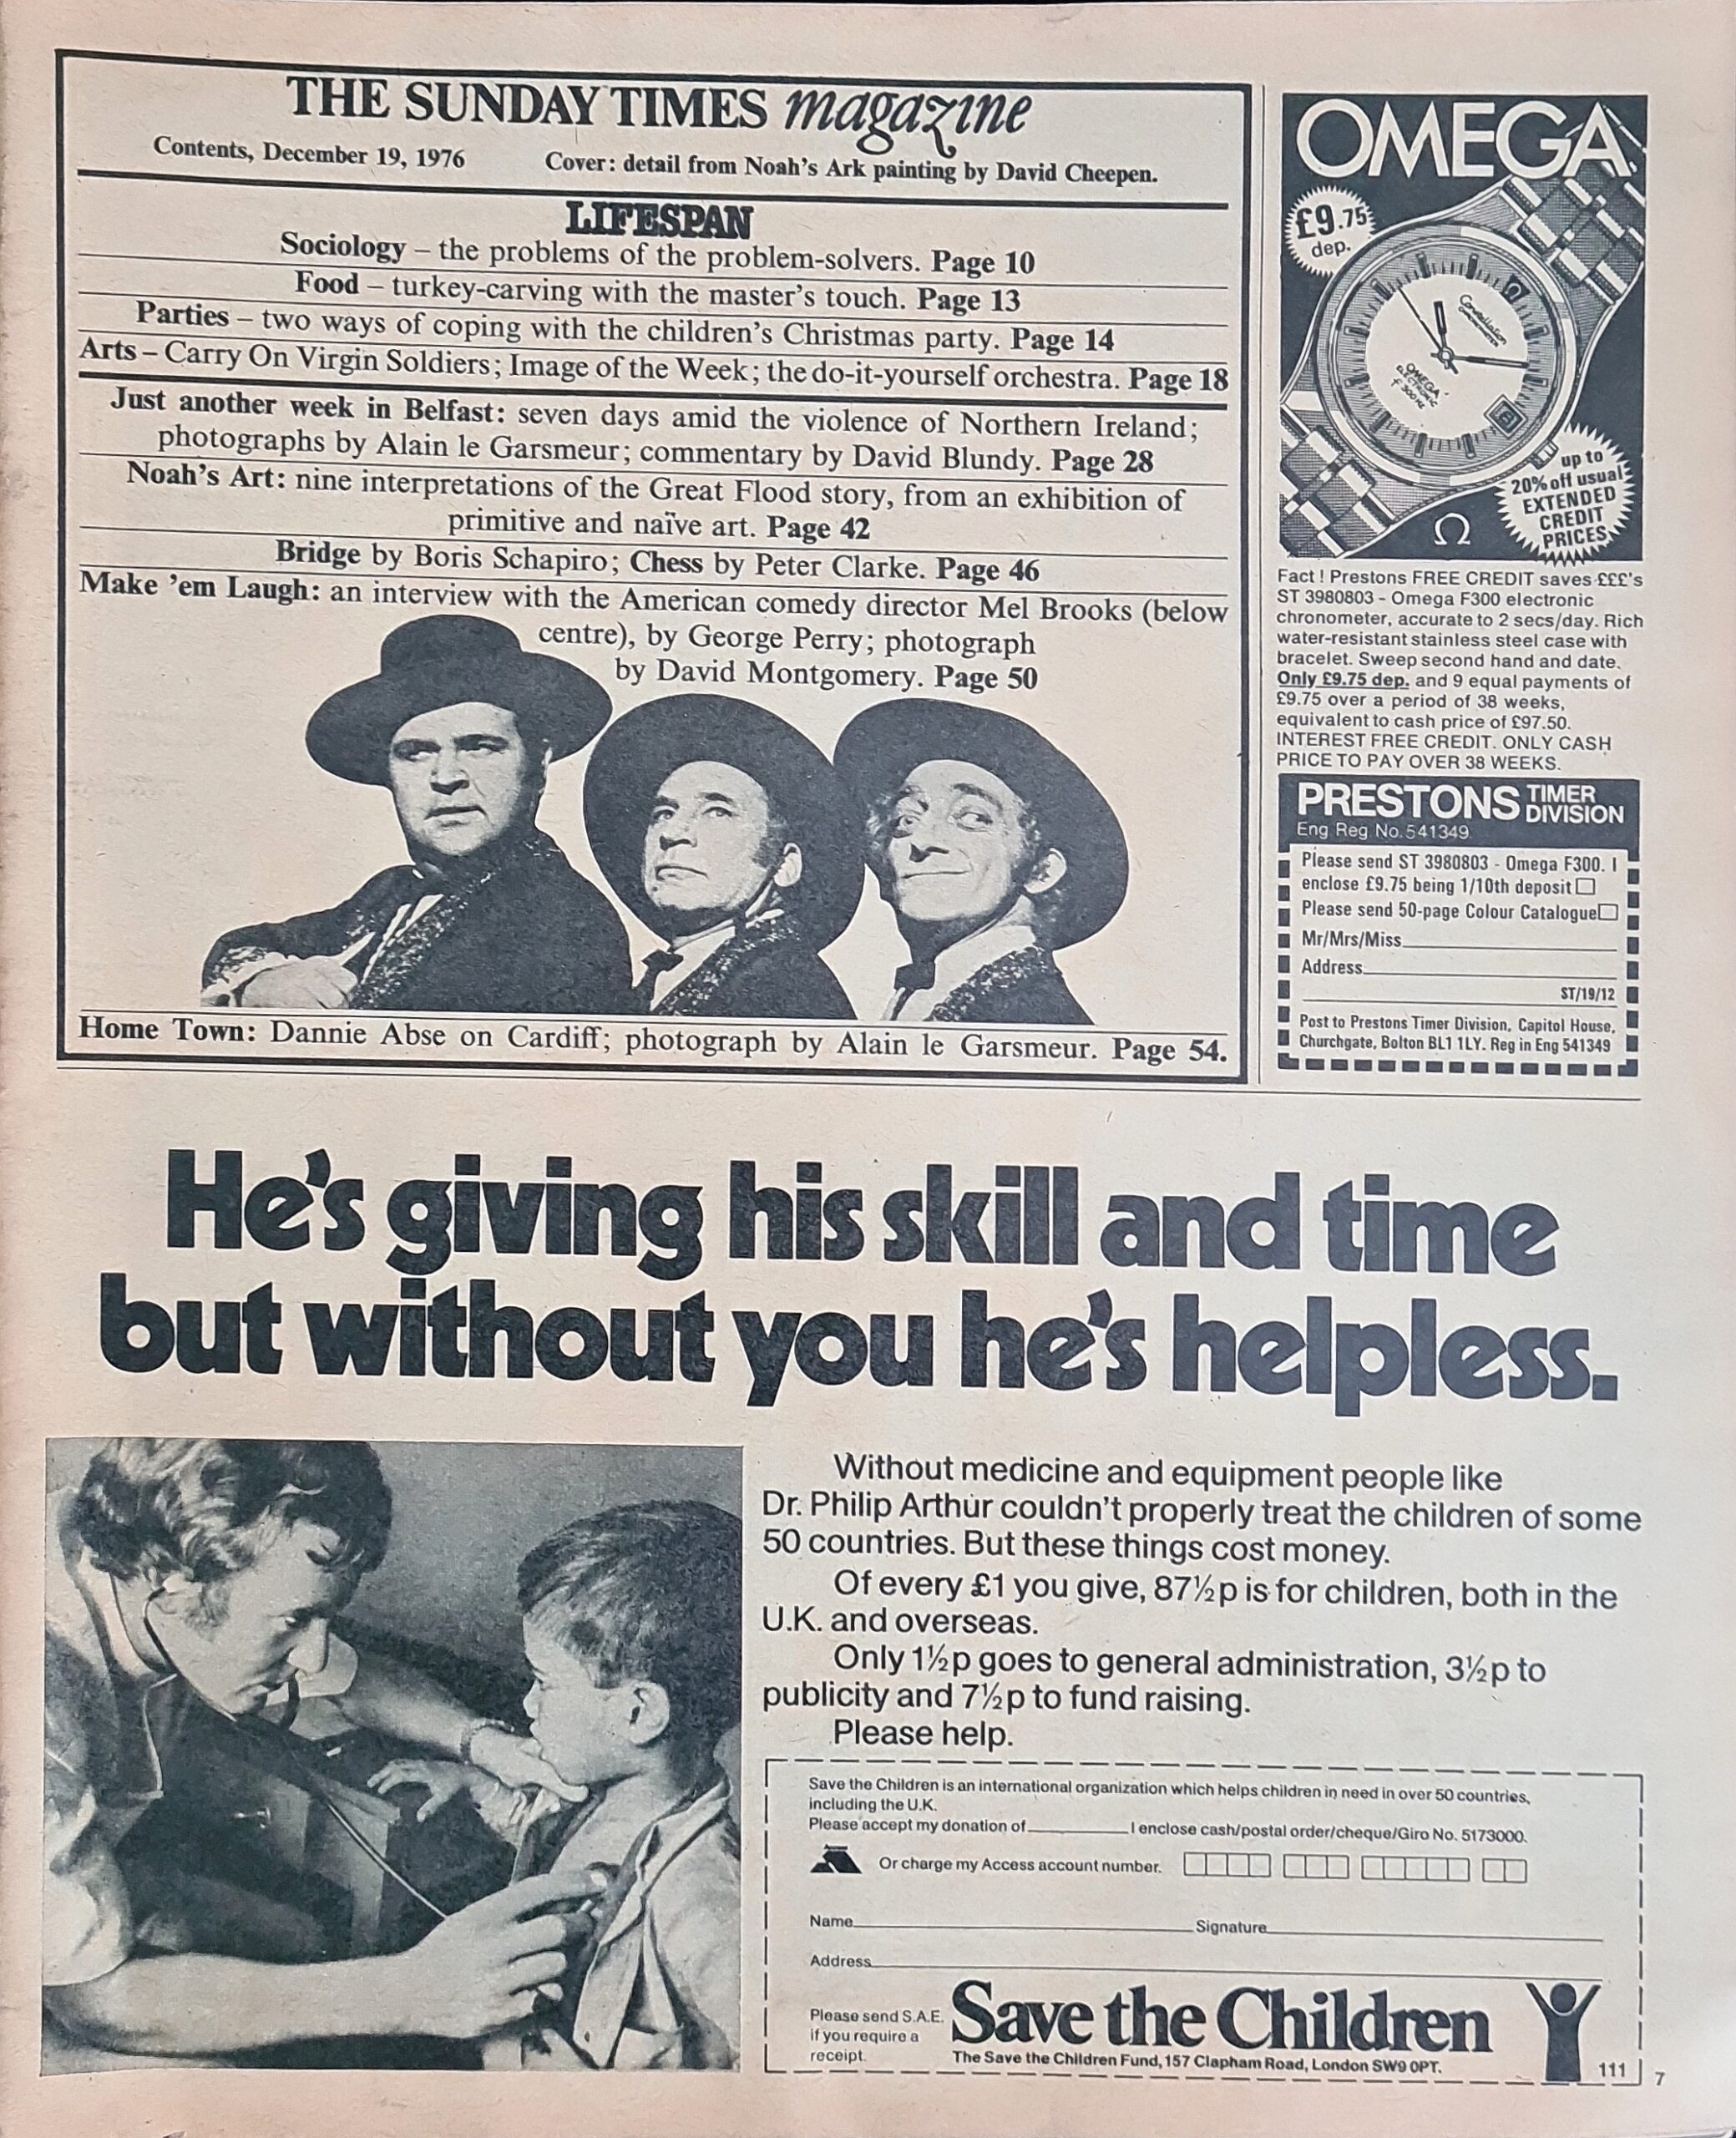 THE SUNDAY TIMES magazine
Contents, December 19, 1976
Cover: detail from Noah's Ark painting by David Cheepen.
LIFESPAN
Sociology – the problems of the problem-solvers. Page 10
Food – turkey-carving with the master's touch. Page 13
Parties – two ways of coping with the children's Christmas party. Page 14
Arts – Carry On Virgin Soldiers; Image of the Week; the do-it-yourself orchestra. Page 18
Just another week in Belfast: seven days amid the violence of Northern Ireland;
photographs by Alain le Garsmeur; commentary by David Blundy. Page 28
Noah's Art: nine interpretations of the Great Flood story, from an exhibition of
primitive and naïve art. Page 42
Bridge by Boris Schapiro; Chess by Peter Clarke. Page 46
Make 'em Laugh: an interview with the American comedy director Mel Brooks (below
centre), by George Perry; photograph
by David Montgomery. Page 50
Home Town: Dannie Abse on Cardiff; photograph by Alain le Garsmeur. Page 54.
OMEGA
£9.75
dep.
Constellation
CHRONOMETER
OMEGA
ELECTRONIC
f 300 Hz
up to
20% off usual
EXTENDED
CREDIT
PRICES
Fact! Prestons FREE CREDIT saves £££'s
ST 3980803 - Omega F300 electronic
chronometer, accurate to 2 secs/day. Rich
water-resistant stainless steel case with
bracelet. Sweep second hand and date.
Only £9.75 dep. and 9 equal payments of
£9.75 over a period of 38 weeks,
equivalent to cash price of £97.50.
INTEREST FREE CREDIT. ONLY CASH
PRICE TO PAY OVER 38 WEEKS.
PRESTONS TIMER
DIVISION
Eng Reg No. 541349
Please send ST 3980803 - Omega F300. I
enclose £9.75 being 1/10th deposit
Please send 50-page Colour Catalogue
Mr/Mrs/Miss
Address
ST/19/12
Post to Prestons Timer Division, Capitol House,
Churchgate, Bolton BL1 1LY. Reg in Eng 541349
He's giving his skill and time
but without you he's helpless.
Without medicine and equipment people like
Dr. Philip Arthur couldn't properly treat the children of some
50 countries. But these things cost money.
Of every £1 you give, 87½p is for children, both in the
U.K. and overseas.
Only 1½p goes to general administration, 3½p to
publicity and 7½p to fund raising.
Please help.
Save the Children is an international organization which helps children in need in over 50 countries,
including the U.K.
Please accept my donation of I enclose cash/postal order/cheque/Giro No. 5173000.
Or charge my Access account number.
Name Signature
Address
Please send S.A.E.
if you require a
receipt.
Save the Children
The Save the Children Fund, 157 Clapham Road, London SW9 0PT.
111
7